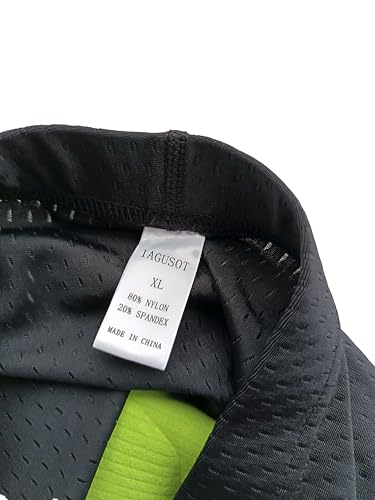 IAGUSOT
XL
80% NYLON
20% SPANDEX
MADE IN CHINA